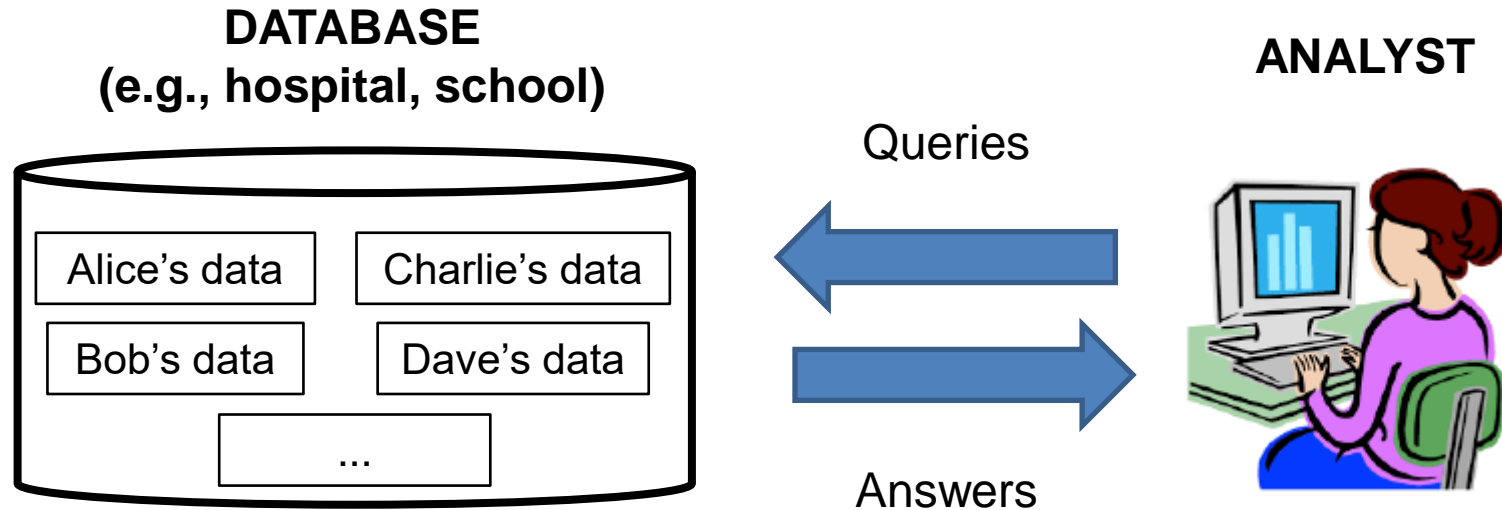 DATABASE
(e.g., hospital, school)
ANALYST
Queries
Alice’s data
Charlie’s data
Bob’s data
Dave’s data
...
Answers